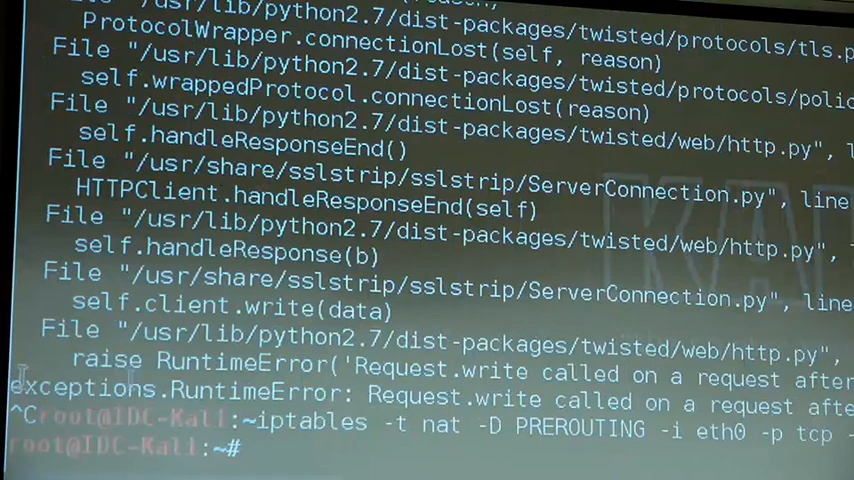 File "/usr/lib/python2.7/dist-packages/twisted/protocols/tls.p
ProtocolWrapper.connectionLost(self, reason)
File "/usr/lib/python2.7/dist-packages/twisted/protocols/polic
self.wrappedProtocol.connectionLost(reason)
File "/usr/lib/python2.7/dist-packages/twisted/web/http.py", l
self.handleResponseEnd()
File "/usr/share/sslstrip/sslstrip/ServerConnection.py", line
HTTPClient.handleResponseEnd(self)
File "/usr/lib/python2.7/dist-packages/twisted/web/http.py",
self.handleResponse(b)
File "/usr/share/sslstrip/sslstrip/ServerConnection.py", line
self.client.write(data)
File "/usr/lib/python2.7/dist-packages/twisted/web/http.py",
raise RuntimeError('Request.write called on a request after
exceptions.RuntimeError: Request.write called on a request afte
^Croot@IDC-Kali:~iptables -t nat -D PREROUTING -i eth0 -p tcp -
root@IDC-Kali:~#